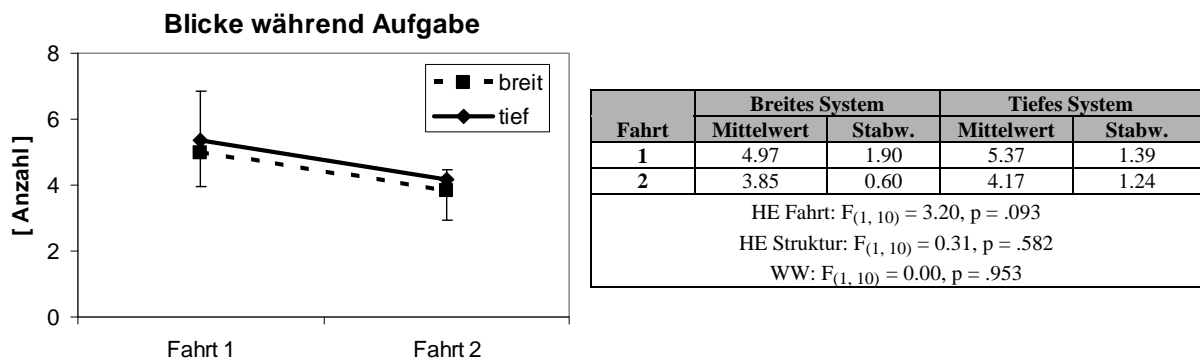 Blicke während Aufgabe
[ Anzahl ]
8
6
4
2
0
Fahrt 1 Fahrt 2
breit
tief
Breites System Tiefes System
Fahrt Mittelwert Stabw. Mittelwert Stabw.
1 4.97 1.90 5.37 1.39
2 3.85 0.60 4.17 1.24
HE Fahrt: F(1, 10) = 3.20, p = .093
HE Struktur: F(1, 10) = 0.31, p = .582
WW: F(1, 10) = 0.00, p = .953